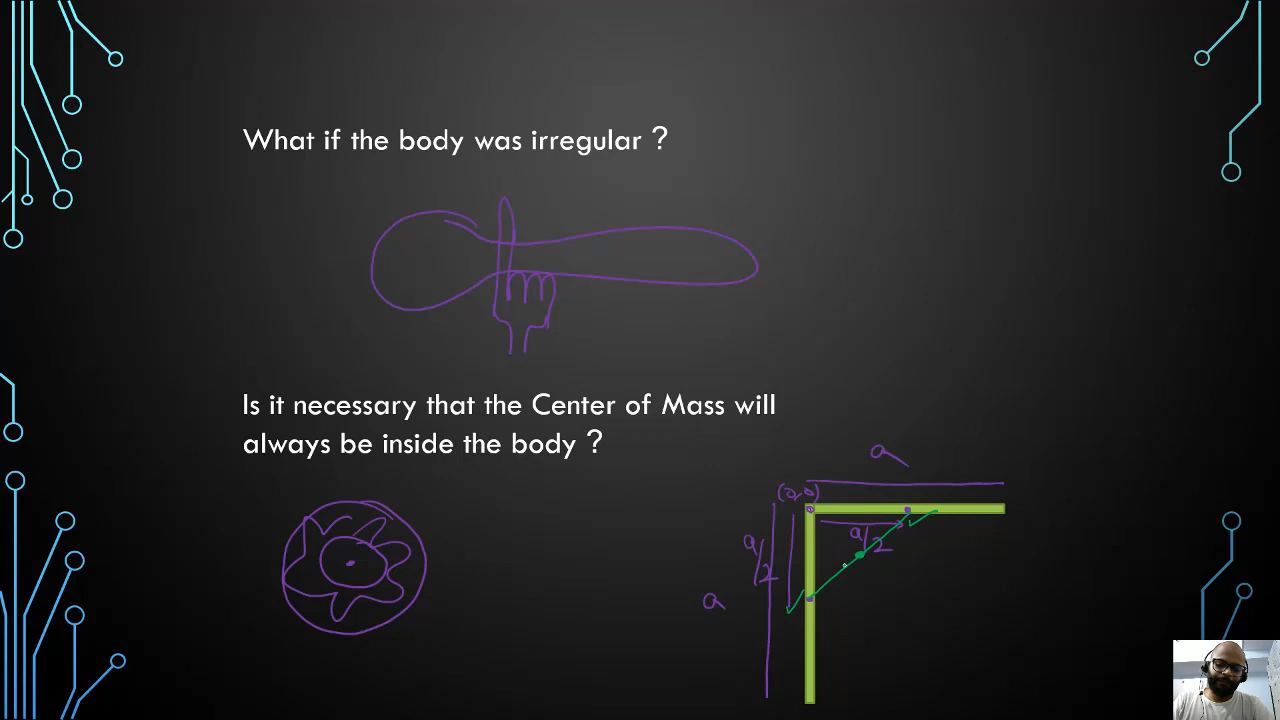 What if the body was irregular ?
Is it necessary that the Center of Mass will
always be inside the body ?
a
(0,0)
a/2
a/2
a